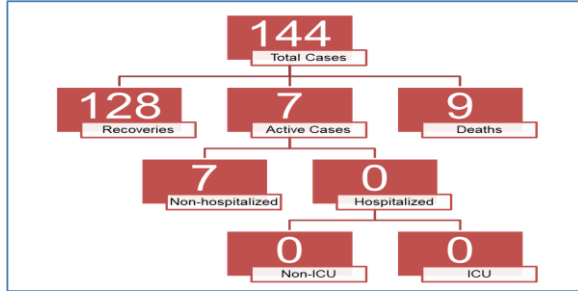 144
Total Cases
128
Recoveries
7
Active Cases
9
Deaths
7
Non-hospitalized
0
Hospitalized
0
Non-ICU
0
ICU